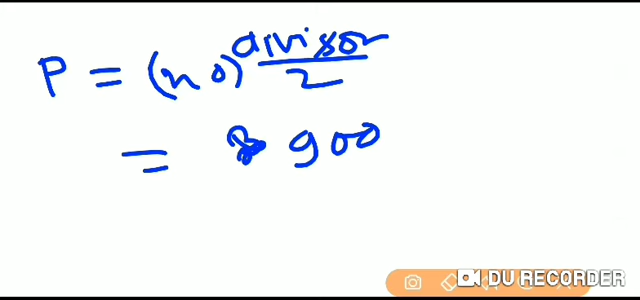 P = (no)^divisor/2
= 900
DU RECORDER